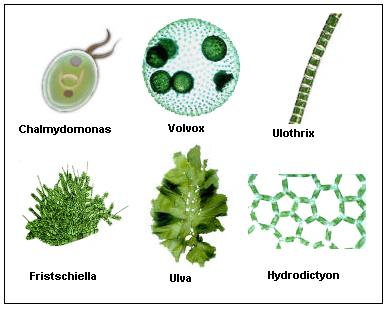 Chalmydomonas
Volvox
Ulothrix
Fristschiella
Ulva
Hydrodictyon